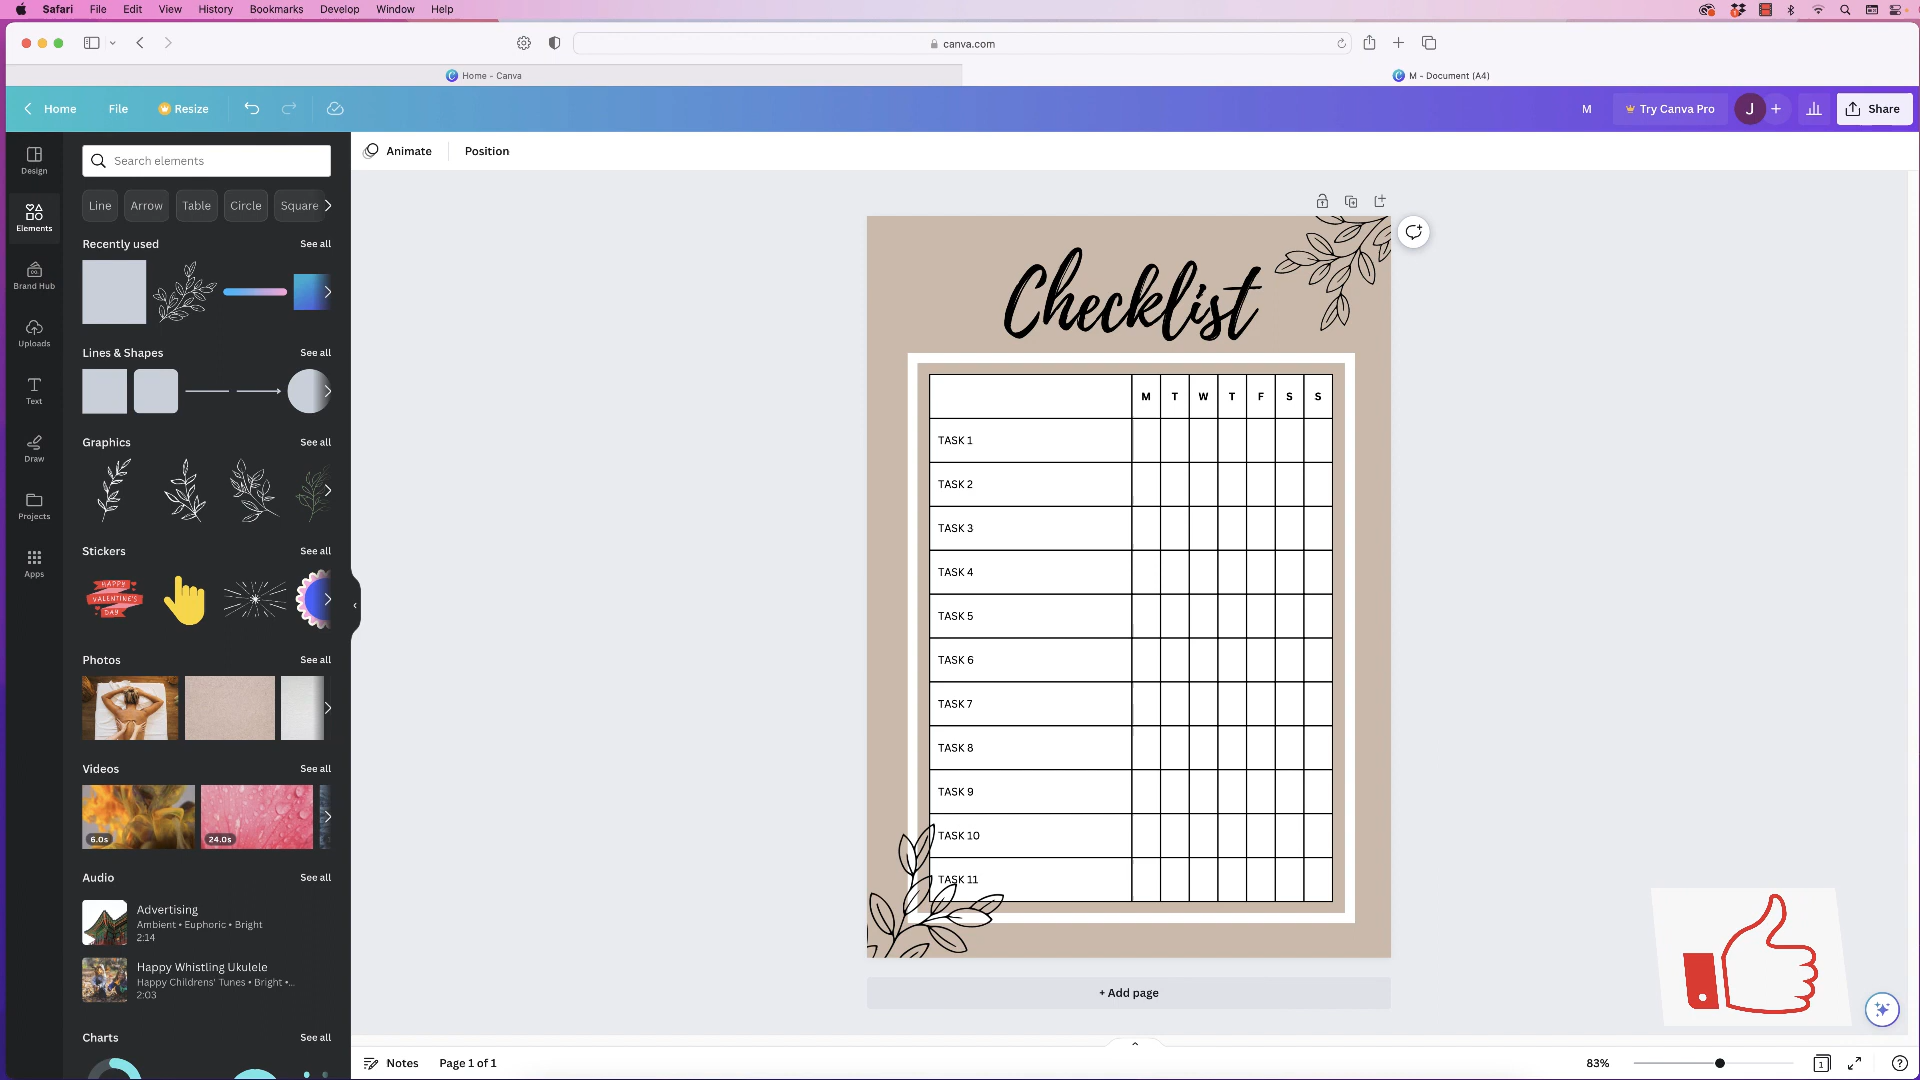 Safari File Edit View History Bookmarks Develop Window Help
canva.com
Home - Canva
M - Document (A4)
Home File Resize
M Try Canva Pro J + Share
Design
Elements
Brand Hub
Uploads
Text
Draw
Projects
Apps
Search elements
Line Arrow Table Circle Square
Recently used See all
Lines & Shapes See all
Graphics See all
Stickers See all
HAPPY
VALENTINE'S
DAY
Photos See all
Videos See all
6.0s 24.0s
Audio See all
Advertising
Ambient • Euphoric • Bright
2:14
Happy Whistling Ukulele
Happy Childrens' Tunes • Bright •...
2:03
Charts See all
Animate Position
Checklist
M T W T F S S
TASK 1
TASK 2
TASK 3
TASK 4
TASK 5
TASK 6
TASK 7
TASK 8
TASK 9
TASK 10
TASK 11
+ Add page
Notes Page 1 of 1
83% 1 ?